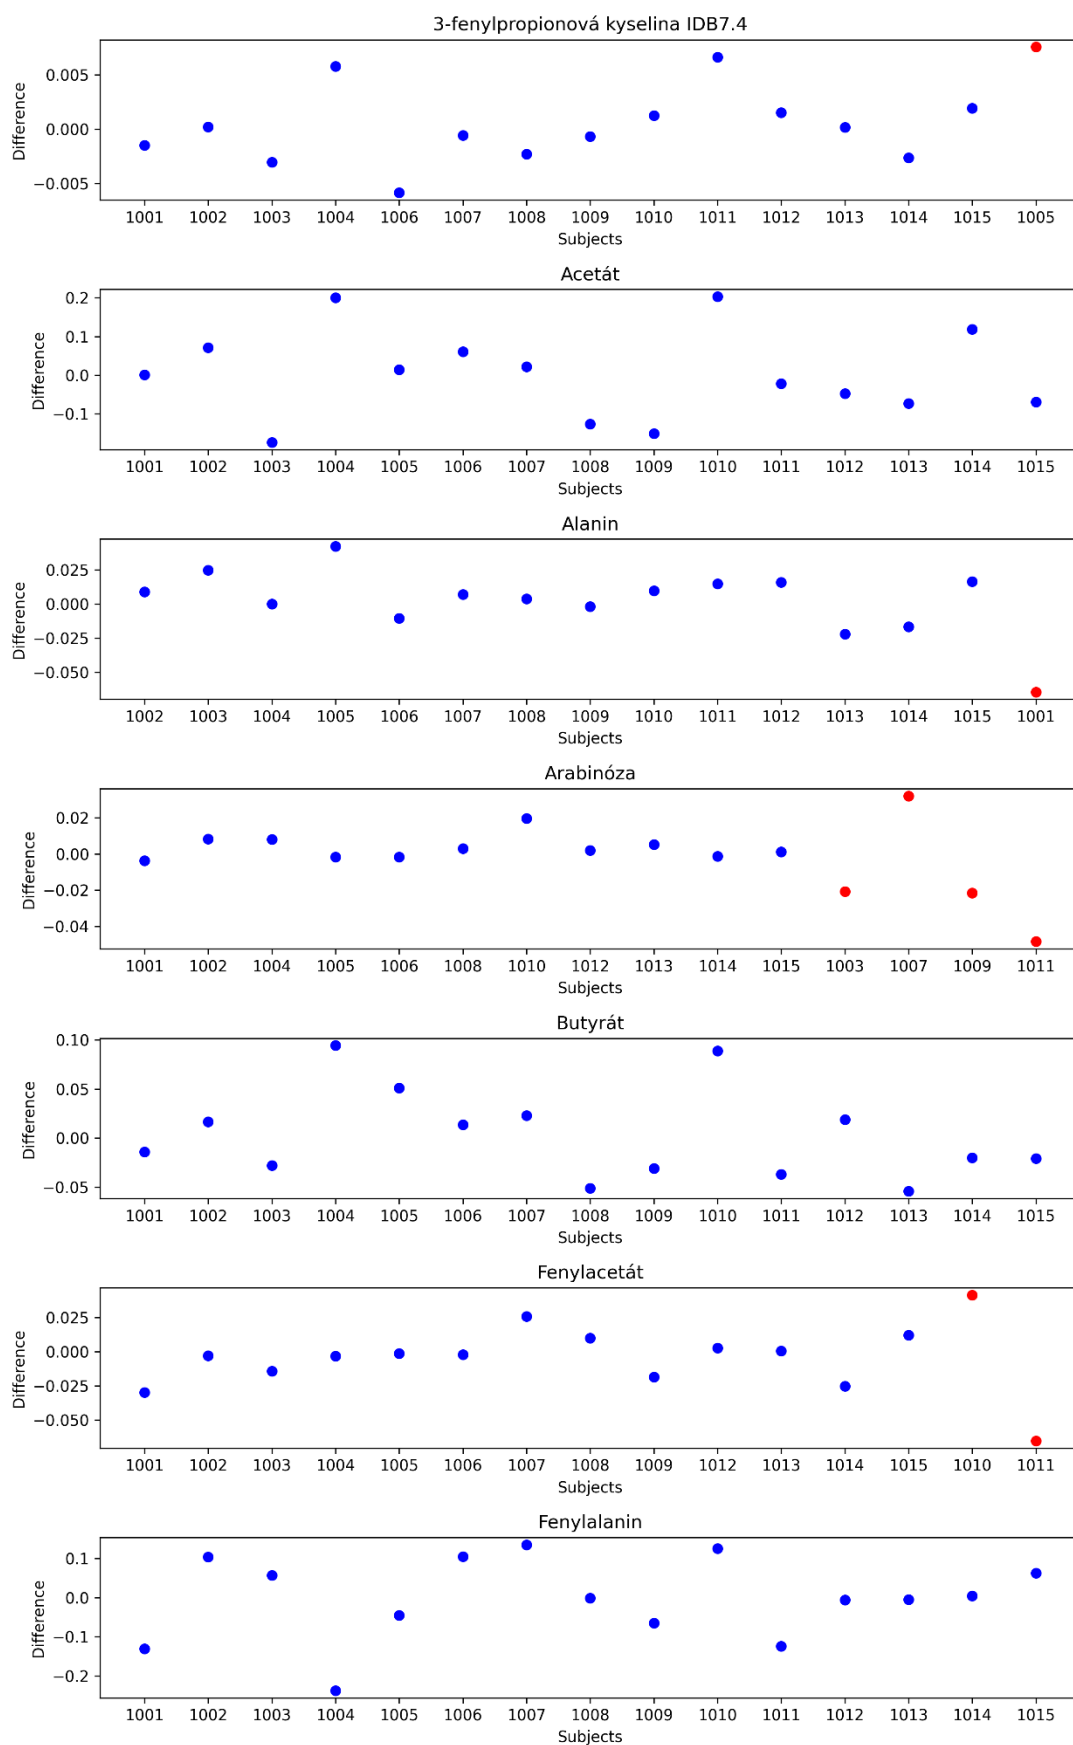 3-fenylpropionová kyselina IDB7.4
Difference
0.005
0.000
−0.005
1001 1002 1003 1004 1006 1007 1008 1009 1010 1011 1012 1013 1014 1015 1005
Subjects
Acetát
Difference
0.2
0.1
0.0
−0.1
1001 1002 1003 1004 1005 1006 1007 1008 1009 1010 1011 1012 1013 1014 1015
Subjects
Alanin
Difference
0.025
0.000
−0.025
−0.050
1002 1003 1004 1005 1006 1007 1008 1009 1010 1011 1012 1013 1014 1015 1001
Subjects
Arabinóza
Difference
0.02
0.00
−0.02
−0.04
1001 1002 1004 1005 1006 1008 1010 1012 1013 1014 1015 1003 1007 1009 1011
Subjects
Butyrát
Difference
0.10
0.05
0.00
−0.05
1001 1002 1003 1004 1005 1006 1007 1008 1009 1010 1011 1012 1013 1014 1015
Subjects
Fenylacetát
Difference
0.025
0.000
−0.025
−0.050
1001 1002 1003 1004 1005 1006 1007 1008 1009 1012 1013 1014 1015 1010 1011
Subjects
Fenylalanin
Difference
0.1
0.0
−0.1
−0.2
1001 1002 1003 1004 1005 1006 1007 1008 1009 1010 1011 1012 1013 1014 1015
Subjects